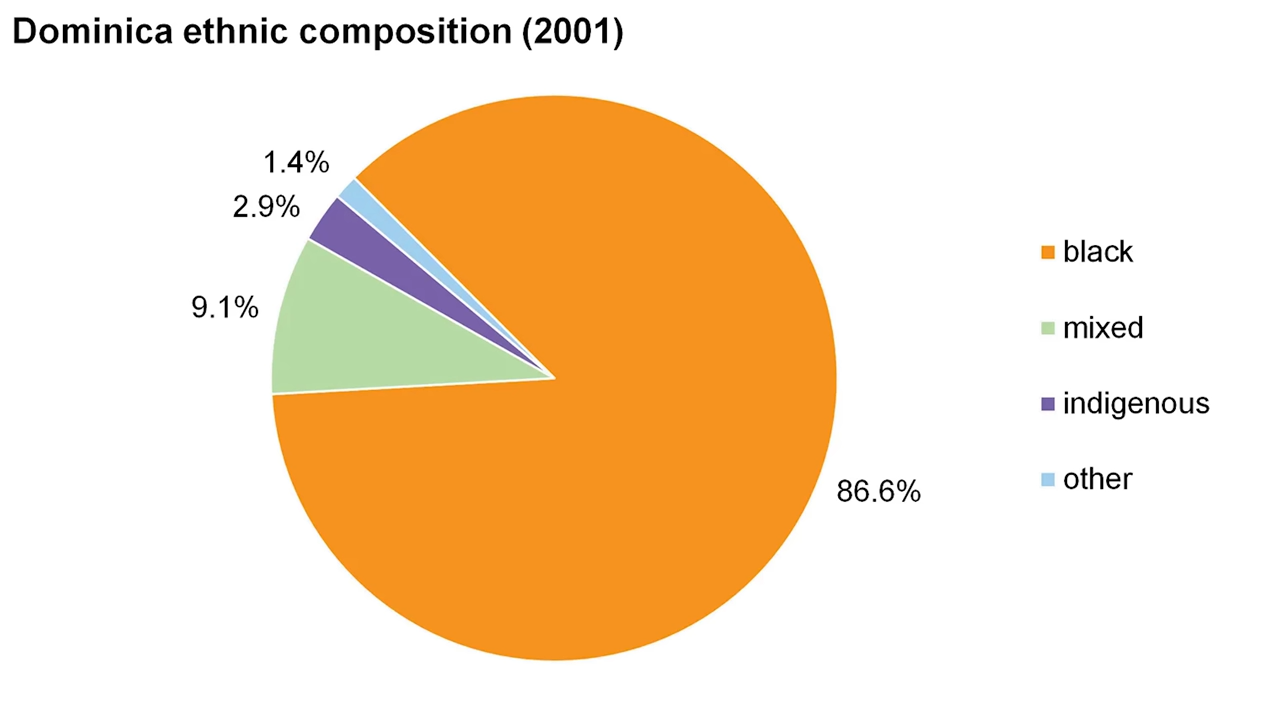 Dominica ethnic composition (2001)
1.4%
2.9%
9.1%
86.6%
black
mixed
indigenous
other